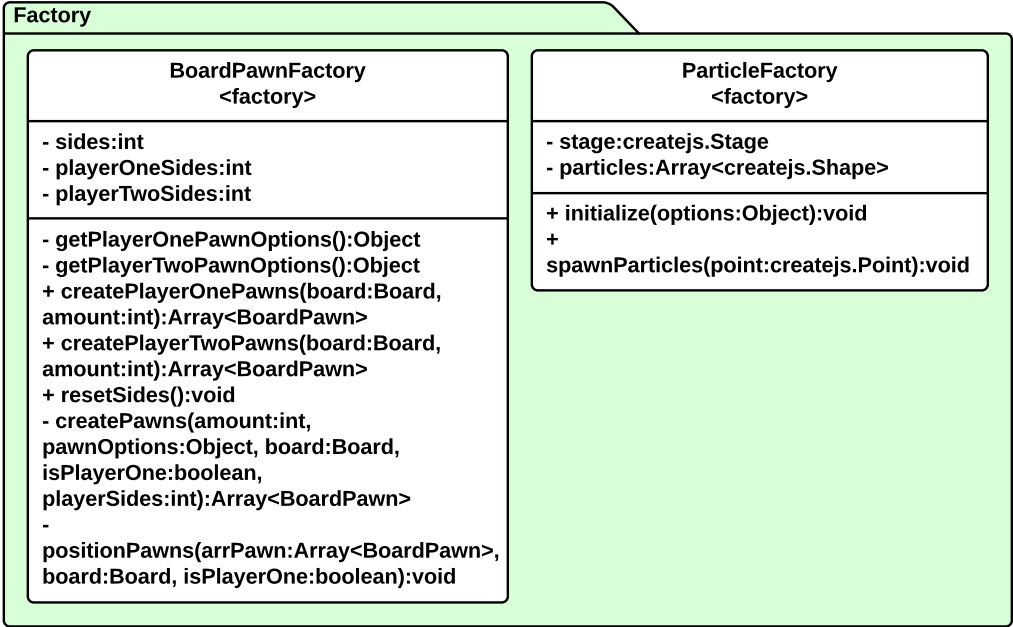 Factory
BoardPawnFactory
<factory>
- sides:int
- playerOneSides:int
- playerTwoSides:int
- getPlayerOnePawnOptions():Object
- getPlayerTwoPawnOptions():Object
+ createPlayerOnePawns(board:Board,
amount:int):Array<BoardPawn>
+ createPlayerTwoPawns(board:Board,
amount:int):Array<BoardPawn>
+ resetSides():void
- createPawns(amount:int,
pawnOptions:Object, board:Board,
isPlayerOne:boolean,
playerSides:int):Array<BoardPawn>
-
positionPawns(arrPawn:Array<BoardPawn>,
board:Board, isPlayerOne:boolean):void
ParticleFactory
<factory>
- stage:createjs.Stage
- particles:Array<createjs.Shape>
+ initialize(options:Object):void
+
spawnParticles(point:createjs.Point):void